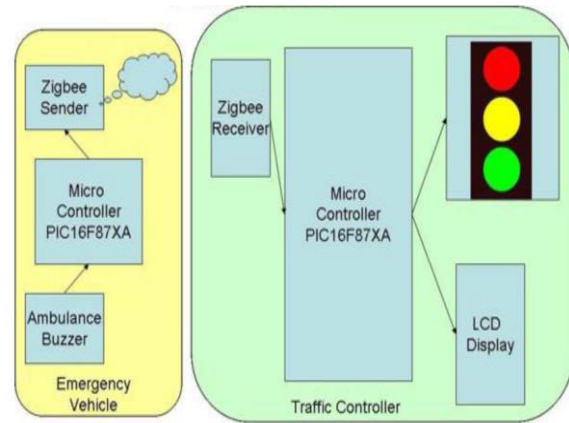 Zigbee
Sender
Micro
Controller
PIC16F87XA
Ambulance
Buzzer
Emergency
Vehicle
Zigbee
Receiver
Micro
Controller
PIC16F87XA
LCD
Display
Traffic Controller